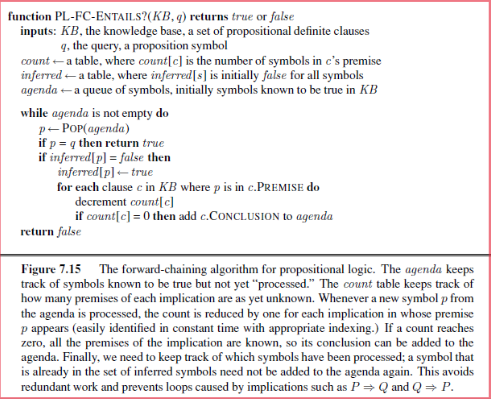 function PL-FC-ENTAILS?(KB, q) returns true or false
inputs: KB, the knowledge base, a set of propositional definite clauses
q, the query, a proposition symbol
count ← a table, where count[c] is the number of symbols in c's premise
inferred ← a table, where inferred[s] is initially false for all symbols
agenda ← a queue of symbols, initially symbols known to be true in KB
while agenda is not empty do
p ← POP(agenda)
if p = q then return true
if inferred[p] = false then
inferred[p] ← true
for each clause c in KB where p is in c.PREMISE do
decrement count[c]
if count[c] = 0 then add c.CONCLUSION to agenda
return false
Figure 7.15 The forward-chaining algorithm for propositional logic. The agenda keeps
track of symbols known to be true but not yet “processed.” The count table keeps track of
how many premises of each implication are as yet unknown. Whenever a new symbol p from
the agenda is processed, the count is reduced by one for each implication in whose premise
p appears (easily identified in constant time with appropriate indexing.) If a count reaches
zero, all the premises of the implication are known, so its conclusion can be added to the
agenda. Finally, we need to keep track of which symbols have been processed; a symbol that
is already in the set of inferred symbols need not be added to the agenda again. This avoids
redundant work and prevents loops caused by implications such as P ⇒ Q and Q ⇒ P.